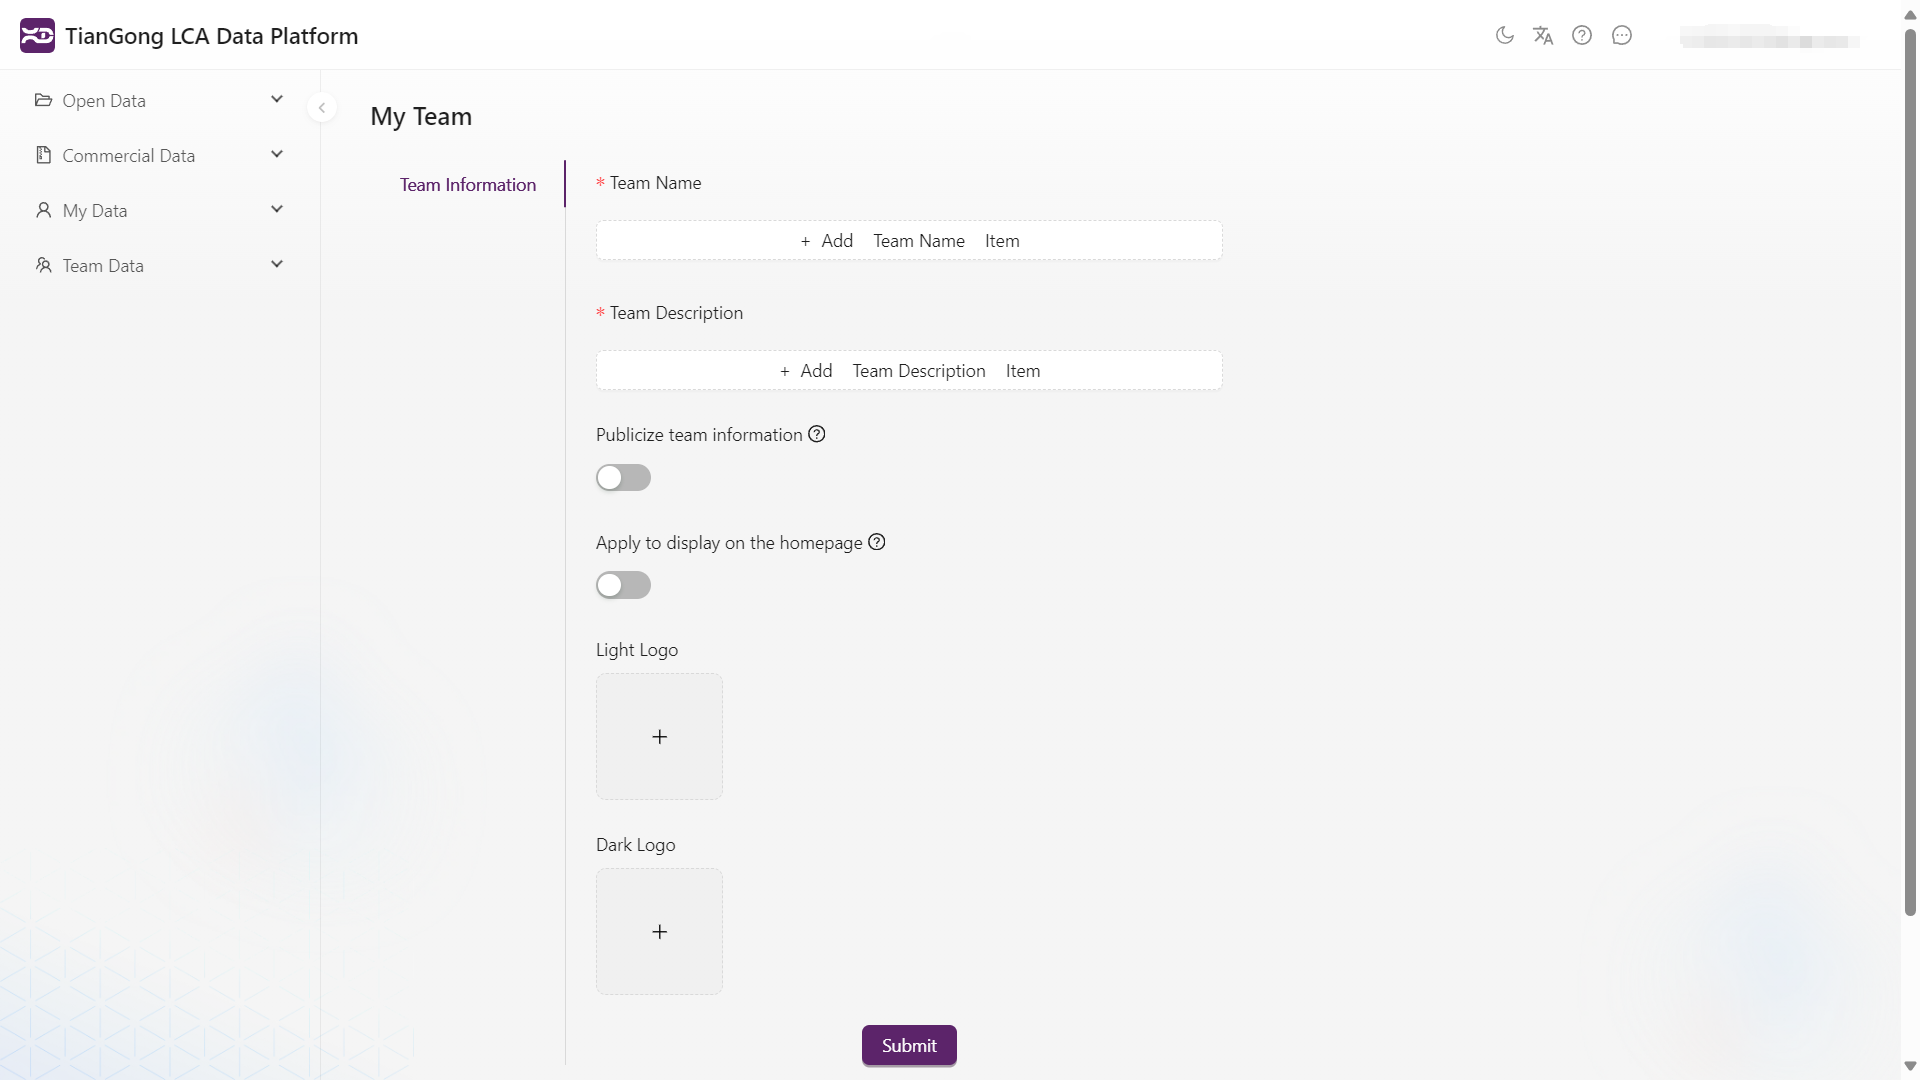 TianGong LCA Data Platform
Open Data
Commercial Data
My Data
Team Data
My Team
Team Information
* Team Name
+ Add Team Name Item
* Team Description
+ Add Team Description Item
Publicize team information
Apply to display on the homepage
Light Logo
+
Dark Logo
+
Submit